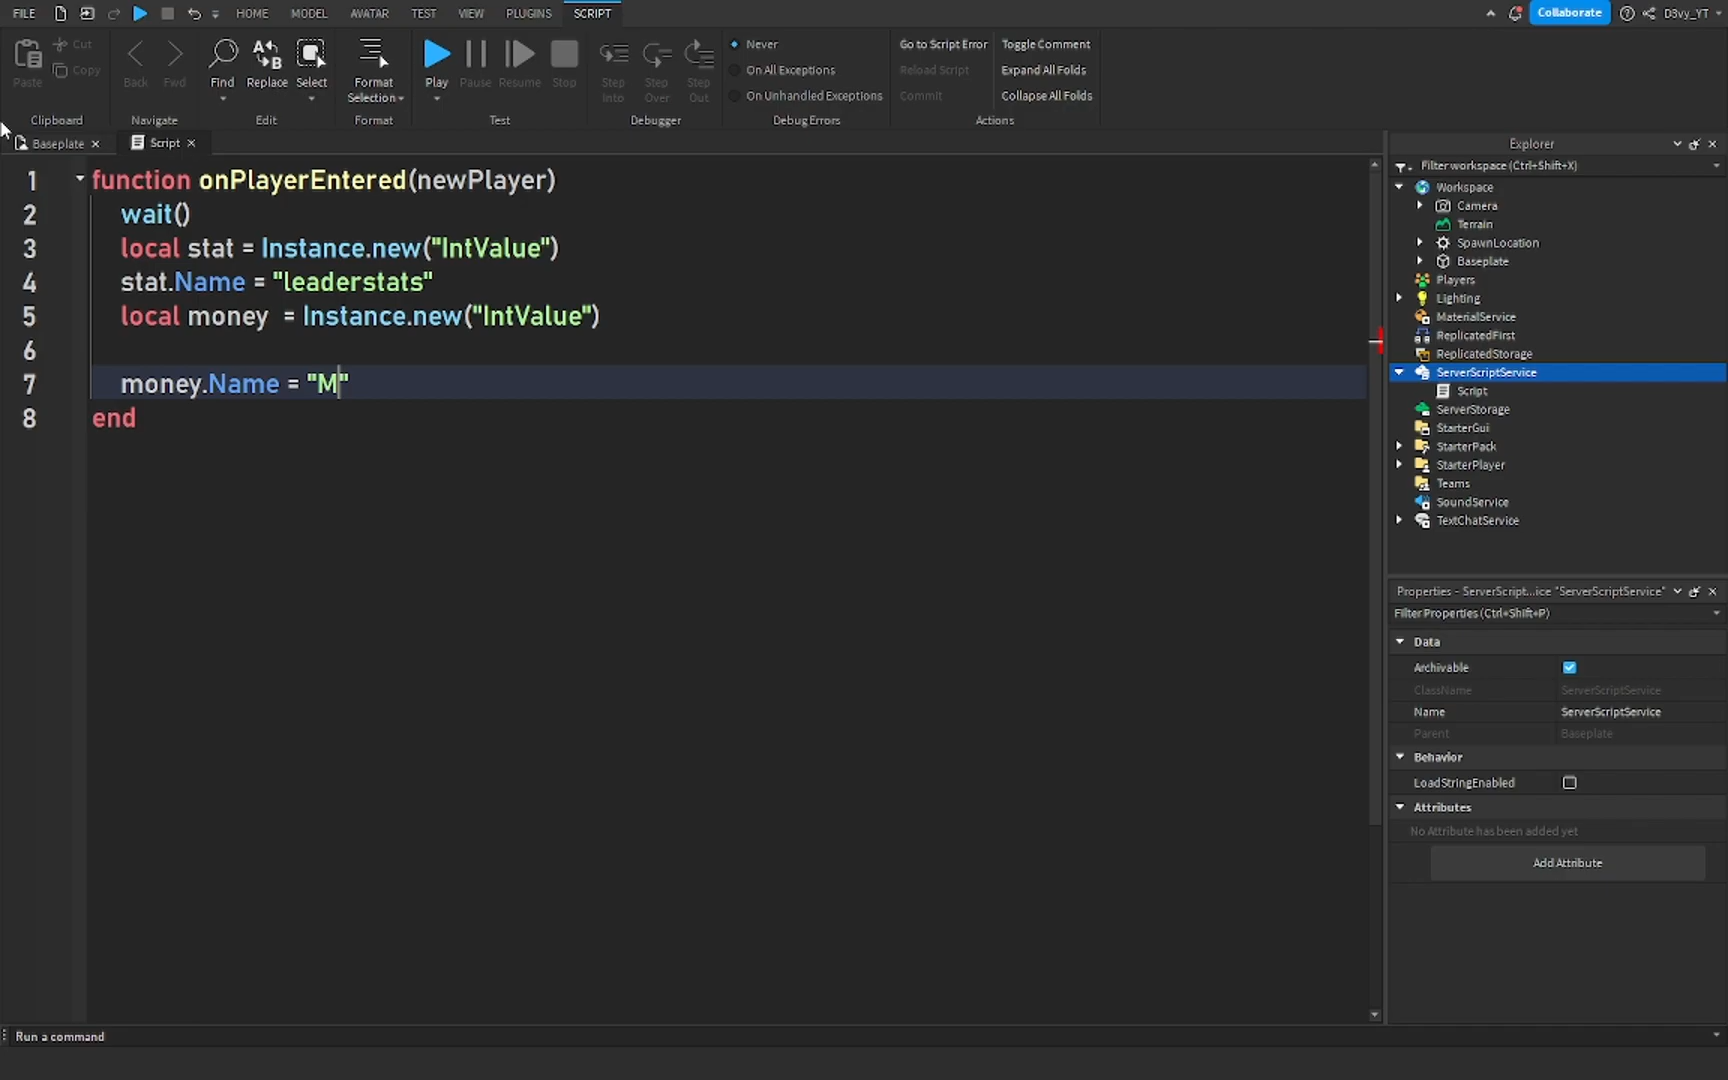 FILE HOME MODEL AVATAR TEST VIEW PLUGINS SCRIPT Collaborate D3vy_YT
Paste Cut Copy Back Fwd Find Replace Select Format Selection Play Pause Resume Stop Step Into Step Over Step Out
Never
On All Exceptions
On Unhandled Exceptions
Go to Script Error Toggle Comment
Reload Script Expand All Folds
Commit Collapse All Folds
Clipboard Navigate Edit Format Test Debugger Debug Errors Actions
Baseplate Script
1 function onPlayerEntered(newPlayer)
2 wait()
3 local stat = Instance.new("IntValue")
4 stat.Name = "leaderstats"
5 local money  = Instance.new("IntValue")
6
7 money.Name = "M"
8 end
Explorer
Filter workspace (Ctrl+Shift+X)
Workspace
Camera
Terrain
SpawnLocation
Baseplate
Players
Lighting
MaterialService
ReplicatedFirst
ReplicatedStorage
ServerScriptService
Script
ServerStorage
StarterGui
StarterPack
StarterPlayer
Teams
SoundService
TextChatService
Properties - ServerScript...ice "ServerScriptService"
Filter Properties (Ctrl+Shift+P)
Data
Archivable
ClassName ServerScriptService
Name ServerScriptService
Parent Baseplate
Behavior
LoadStringEnabled
Attributes
No Attribute has been added yet
Add Attribute
Run a command